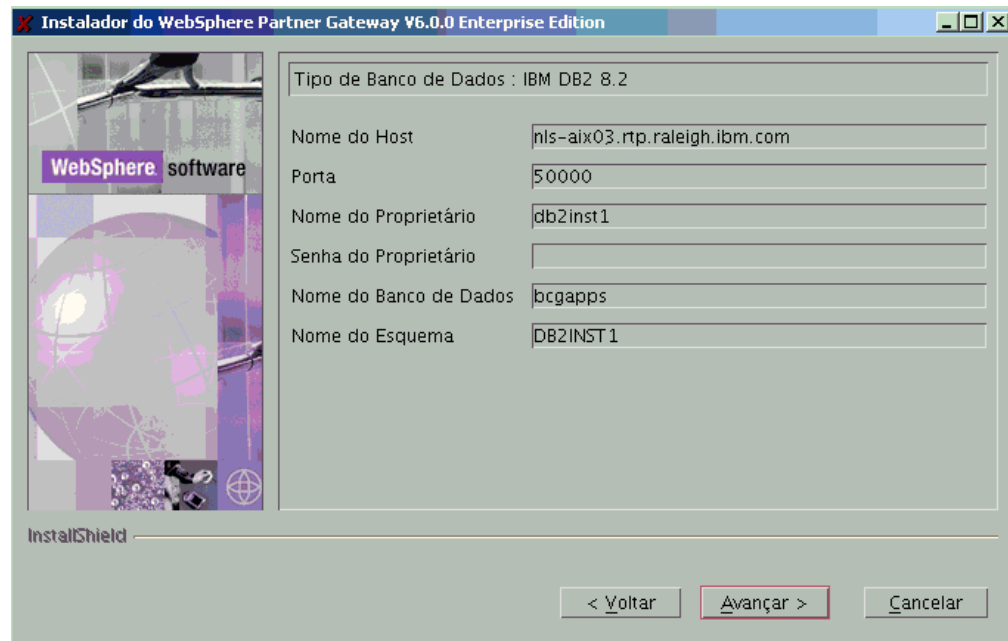 Instalador do WebSphere Partner Gateway V6.0.0 Enterprise Edition
Tipo de Banco de Dados : IBM DB2 8.2
Nome do Host nls-aix03.rtp.raleigh.ibm.com
WebSphere software
Porta 50000
Nome do Proprietário db2inst1
Senha do Proprietário
Nome do Banco de Dados bcgapps
Nome do Esquema DB2INST1
InstallShield
< Voltar Avançar > Cancelar